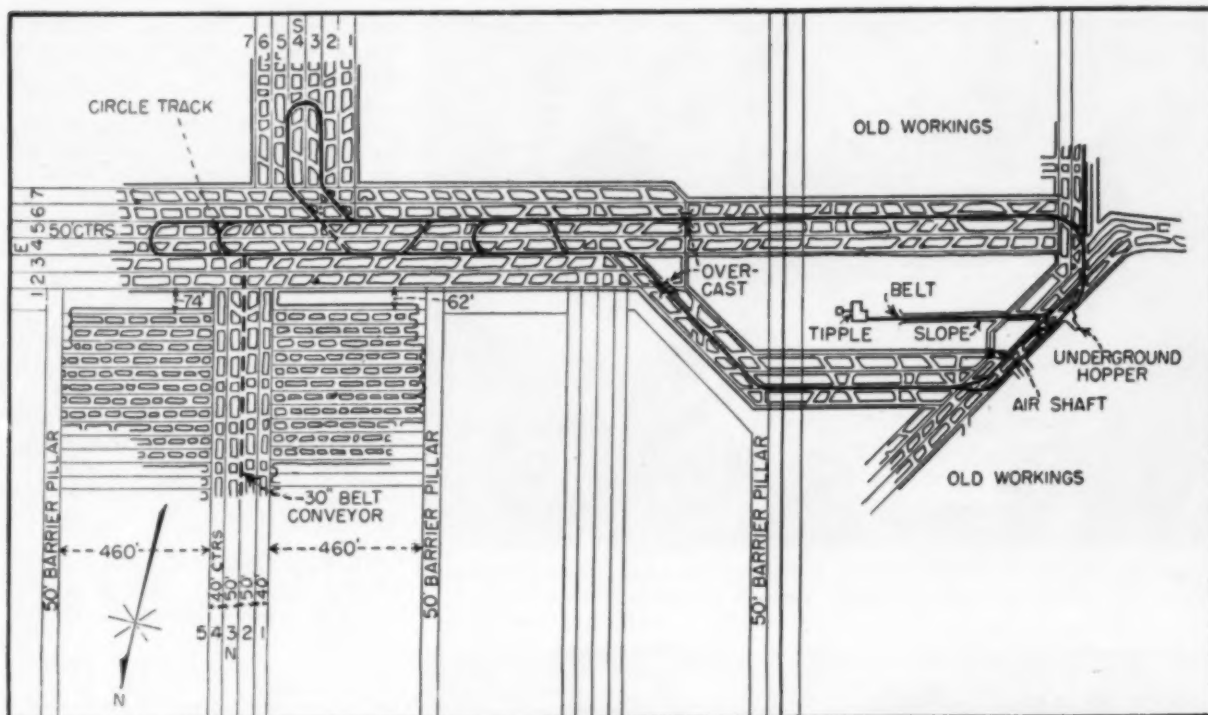 S
7 6 5 4 3 2 1
CIRCLE TRACK
OLD WORKINGS
7
6
5
E 4
3
2
1
50' CTRS.
OVER-
CAST
BELT
TIPPLE
SLOPE
UNDERGROUND
HOPPER
AIR SHAFT
74'
62'
OLD WORKINGS
30" BELT
CONVEYOR
50' BARRIER PILLAR
460'
40' CTRS
50'
50'
40'
460'
50' BARRIER PILLAR
50' BARRIER PILLAR
5 4 3 2 1
N
N